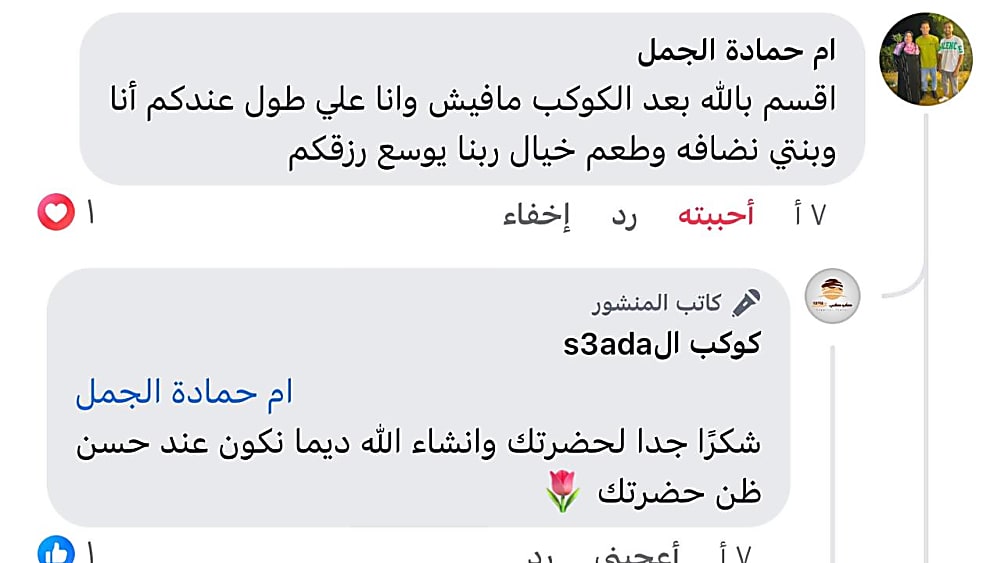 ام حمادة الجمل
اقسم بالله بعد الكوكب مافيش وانا علي طول عندكم أنا
وبنتي نضافه وطعم خيال ربنا يوسع رزقكم
٧ أ أحببته رد إخفاء ١
كاتب المنشور
كوكب الs3ada
ام حمادة الجمل
شكرًا جدا لحضرتك وانشاء الله ديما نكون عند حسن
ظن حضرتك 🌷
٧ أ أعجبني رد ١